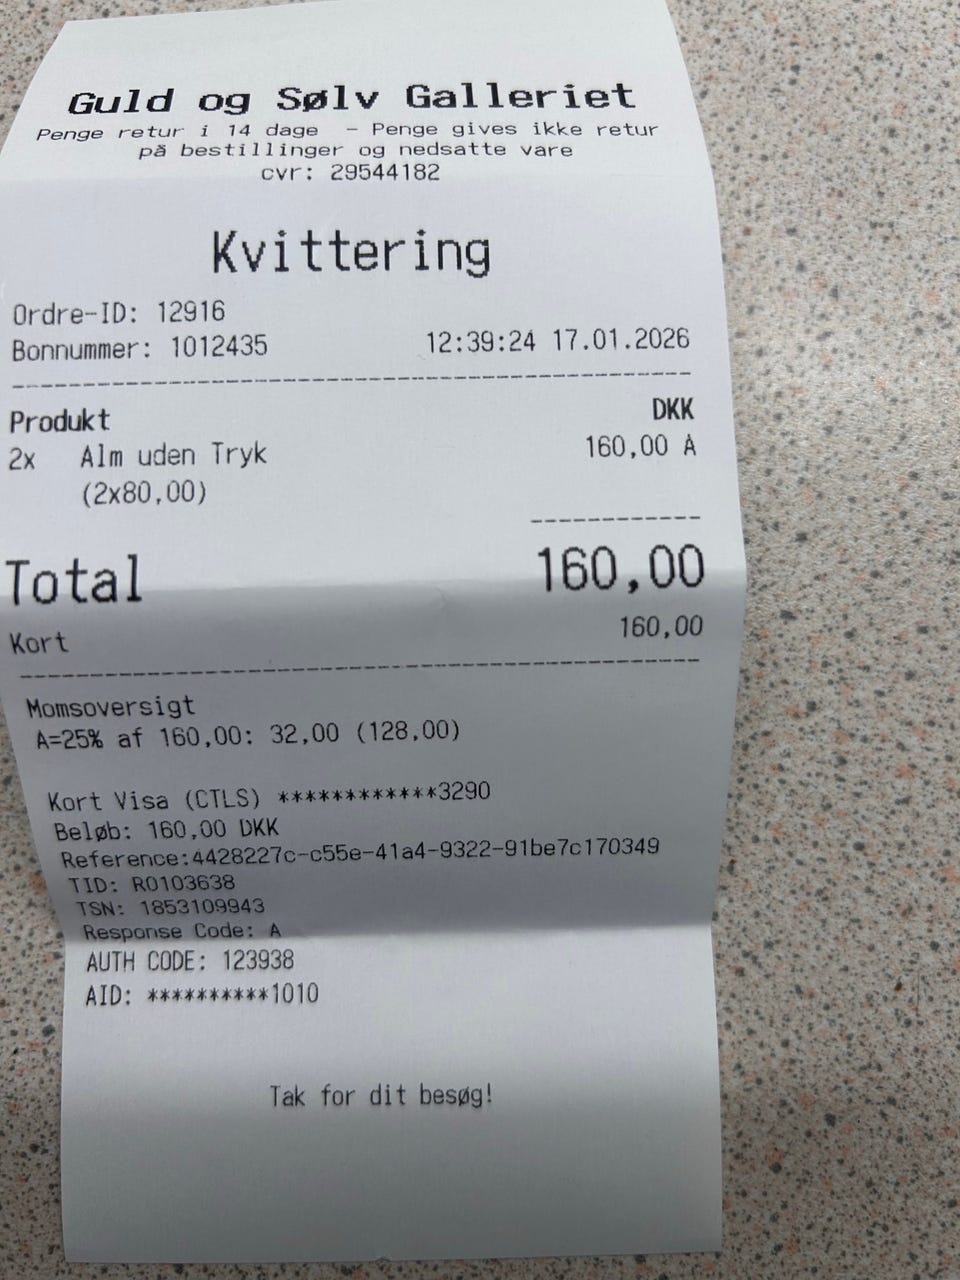 Guld og Sølv Galleriet
Penge retur i 14 dage - Penge gives ikke retur
på bestillinger og nedsatte vare
cvr: 29544182
Kvittering
Ordre-ID: 12916
Bonnummer: 1012435 12:39:24 17.01.2026
Produkt DKK
2x Alm uden Tryk 160,00 A
(2x80,00)
Total 160,00
Kort 160,00
Momsoversigt
A=25% af 160,00: 32,00 (128,00)
Kort Visa (CTLS) ************3290
Beløb: 160,00 DKK
Reference:4428227c-c55e-41a4-9322-91be7c170349
TID: R0103638
TSN: 1853109943
Response Code: A
AUTH CODE: 123938
AID: **********1010
Tak for dit besøg!